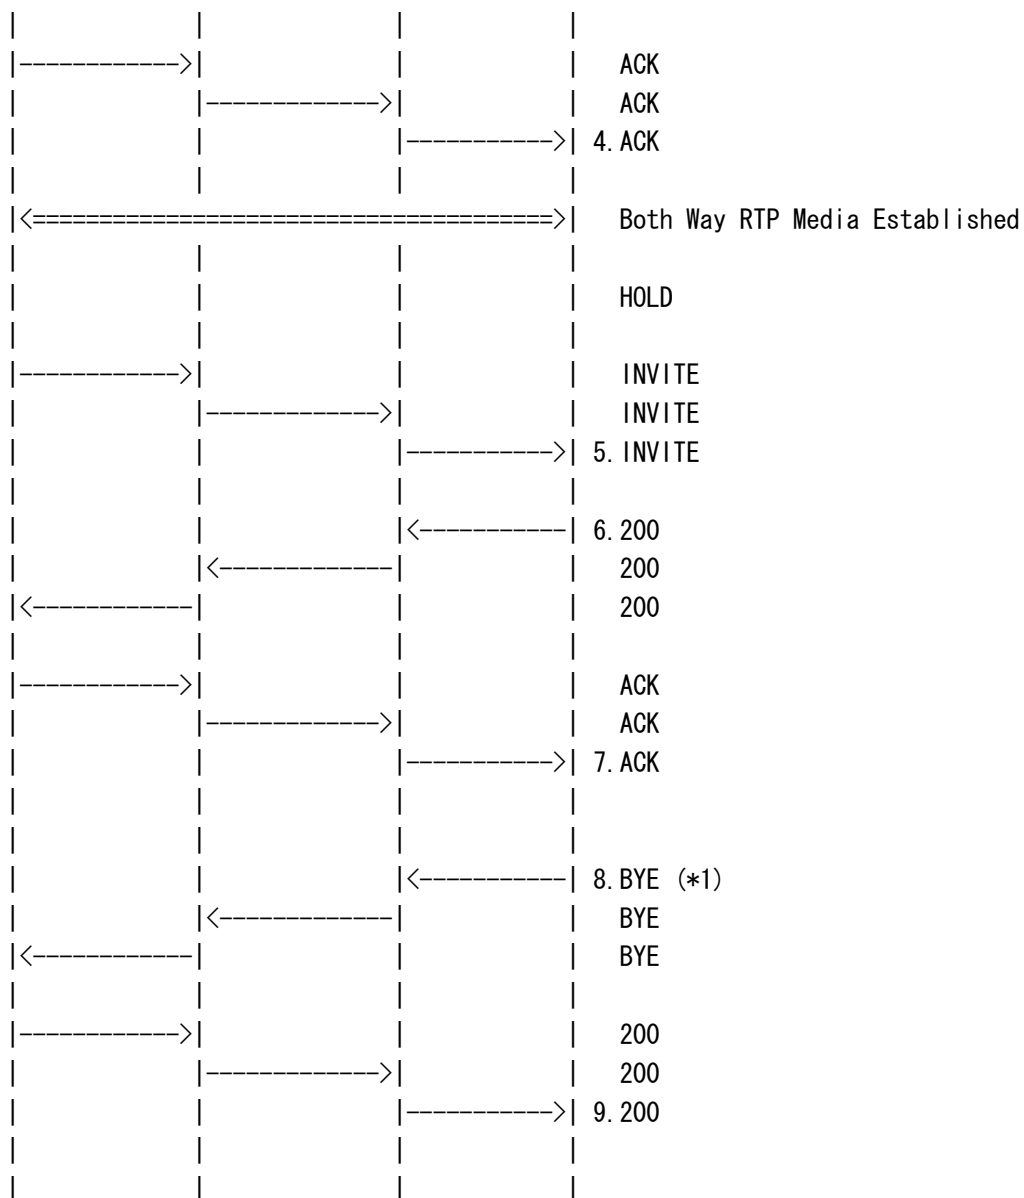 |             |              |            |
|------------>|              |            |   ACK
|             |------------->|            |   ACK
|             |              |----------->| 4.ACK
|             |              |            |
|<=======================================>|   Both Way RTP Media Established
|             |              |            |
|             |              |            |   HOLD
|             |              |            |
|------------>|              |            |   INVITE
|             |------------->|            |   INVITE
|             |              |----------->| 5.INVITE
|             |              |            |
|             |              |<-----------| 6.200
|             |<-------------|            |   200
|<------------|              |            |   200
|             |              |            |
|------------>|              |            |   ACK
|             |------------->|            |   ACK
|             |              |----------->| 7.ACK
|             |              |            |
|             |              |            |
|             |              |<-----------| 8.BYE (*1)
|             |<-------------|            |   BYE
|<------------|              |            |   BYE
|             |              |            |
|------------>|              |            |   200
|             |------------->|            |   200
|             |              |----------->| 9.200
|             |              |            |
|             |              |            |